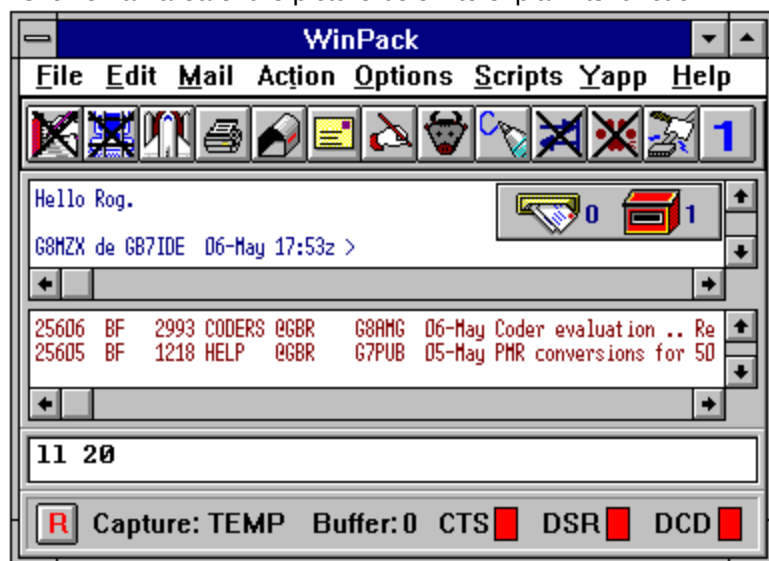 WinPack
File Edit Mail Action Options Scripts Yapp Help
1
Hello Rog.
0 1
G8MZX de GB7IDE 06-May 17:53z >
25606 BF 2993 CODERS @GBR G8AMG 06-May Coder evaluation .. Re
25605 BF 1218 HELP @GBR G7PUB 05-May PMR conversions for 50
ll 20
R Capture: TEMP Buffer: 0 CTS DSR DCD